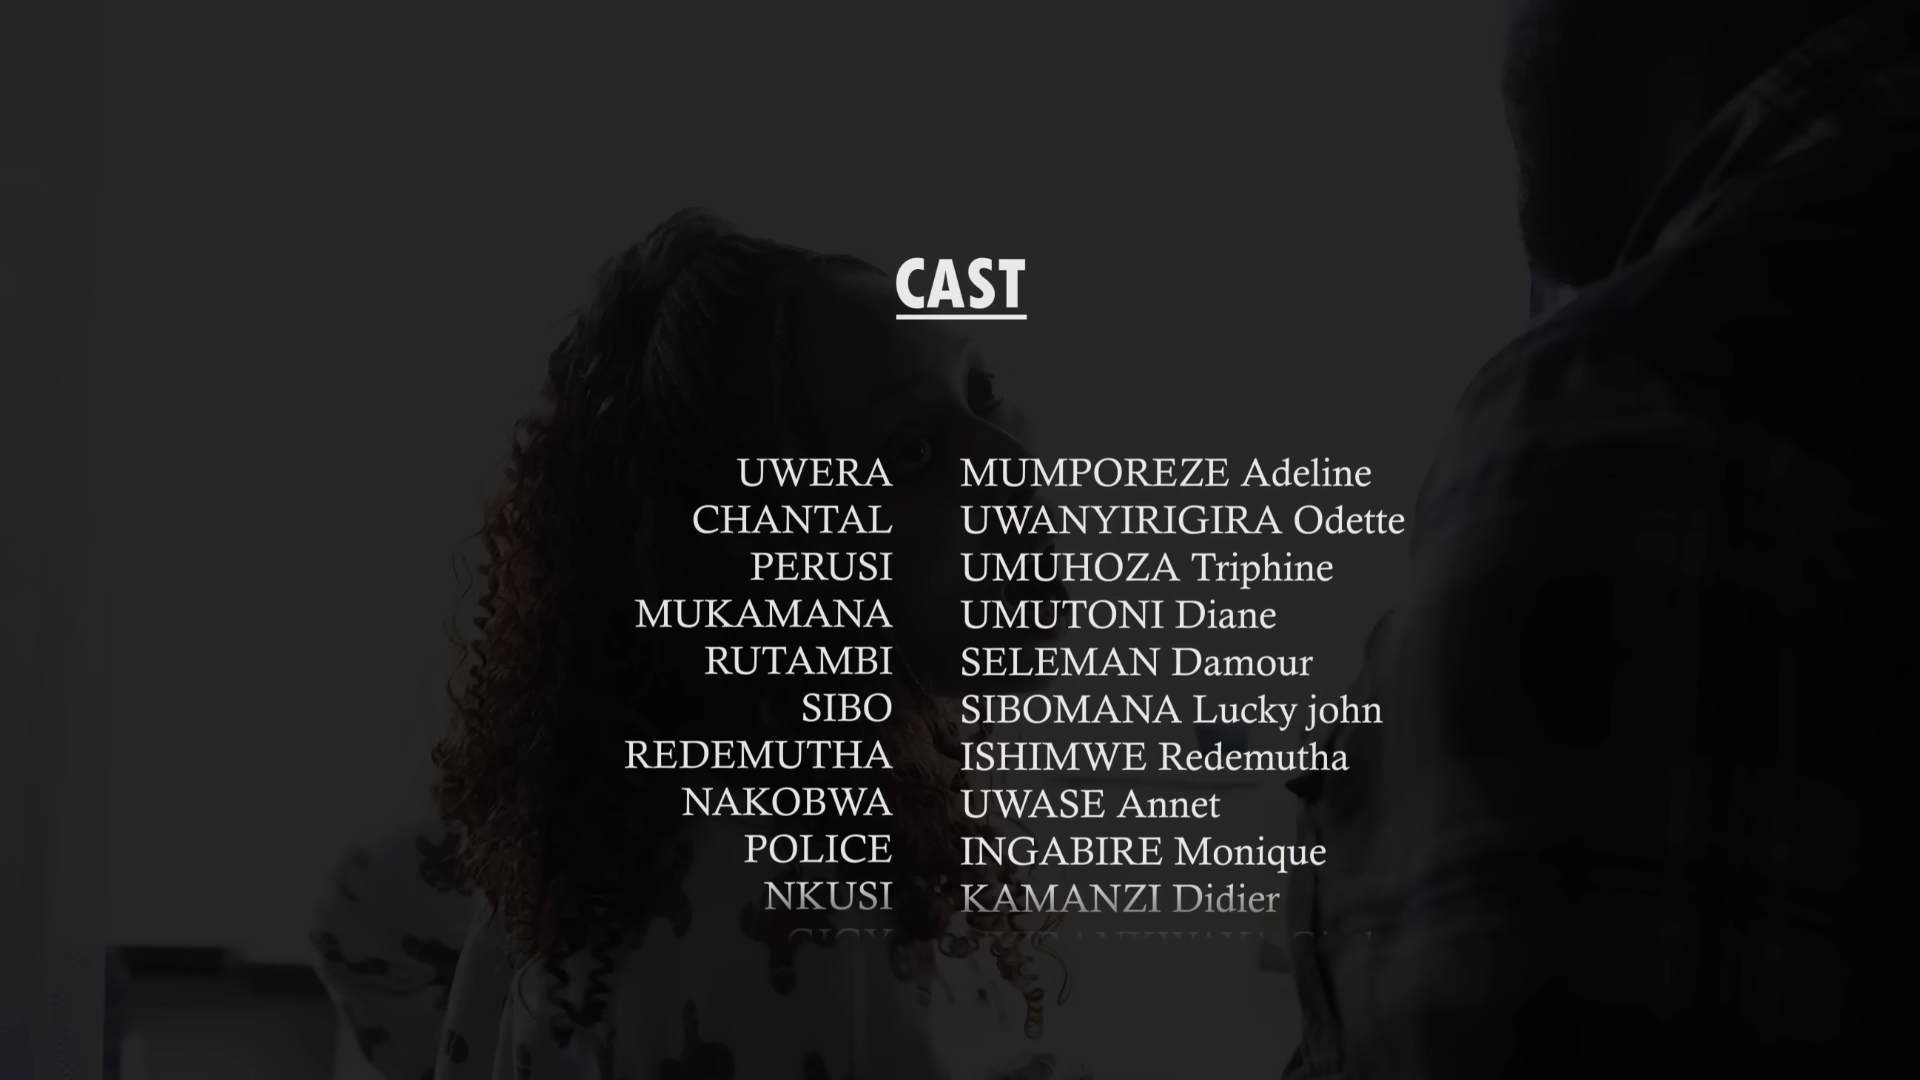 CAST
UWERA MUMPOREZE Adeline
CHANTAL UWANYIRIGIRA Odette
PERUSI UMUHOZA Triphine
MUKAMANA UMUTONI Diane
RUTAMBI SELEMAN Damour
SIBO SIBOMANA Lucky john
REDEMUTHA ISHIMWE Redemutha
NAKOBWA UWASE Annet
POLICE INGABIRE Monique
NKUSI KAMANZI Didier